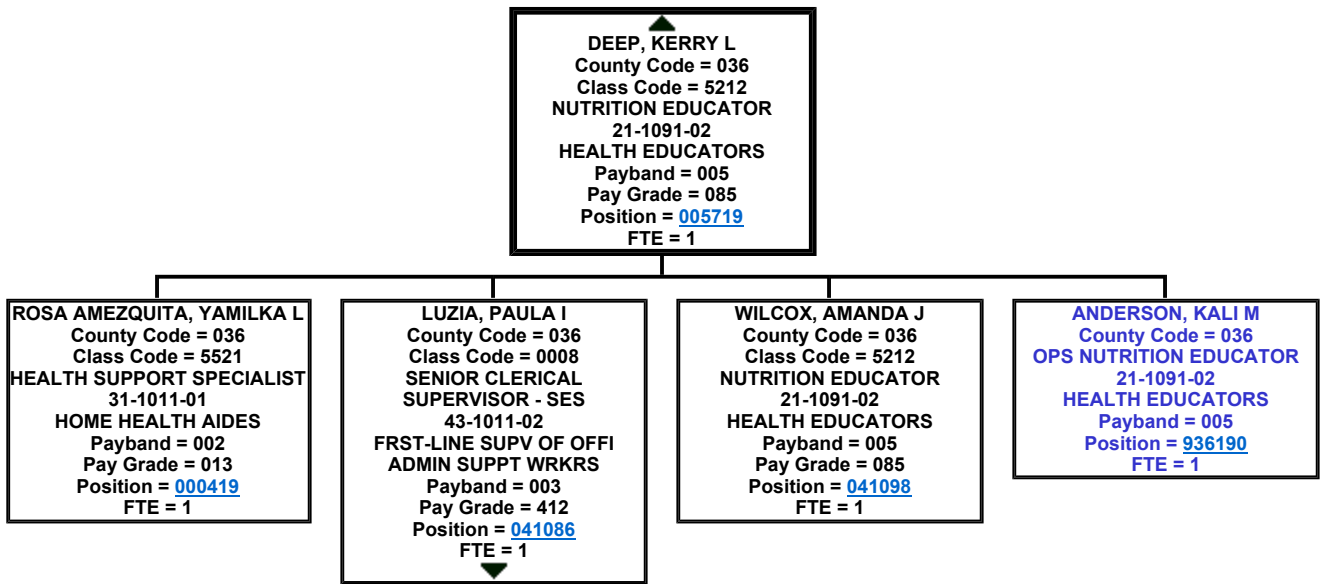 DEEP, KERRY L
County Code = 036
Class Code = 5212
NUTRITION EDUCATOR
21-1091-02
HEALTH EDUCATORS
Payband = 005
Pay Grade = 085
Position = 005719
FTE = 1
ROSA AMEZQUITA, YAMILKA L
County Code = 036
Class Code = 5521
HEALTH SUPPORT SPECIALIST
31-1011-01
HOME HEALTH AIDES
Payband = 002
Pay Grade = 013
Position = 000419
FTE = 1
LUZIA, PAULA I
County Code = 036
Class Code = 0008
SENIOR CLERICAL
SUPERVISOR - SES
43-1011-02
FRST-LINE SUPV OF OFFI
ADMIN SUPPT WRKRS
Payband = 003
Pay Grade = 412
Position = 041086
FTE = 1
WILCOX, AMANDA J
County Code = 036
Class Code = 5212
NUTRITION EDUCATOR
21-1091-02
HEALTH EDUCATORS
Payband = 005
Pay Grade = 085
Position = 041098
FTE = 1
ANDERSON, KALI M
County Code = 036
OPS NUTRITION EDUCATOR
21-1091-02
HEALTH EDUCATORS
Payband = 005
Position = 936190
FTE = 1